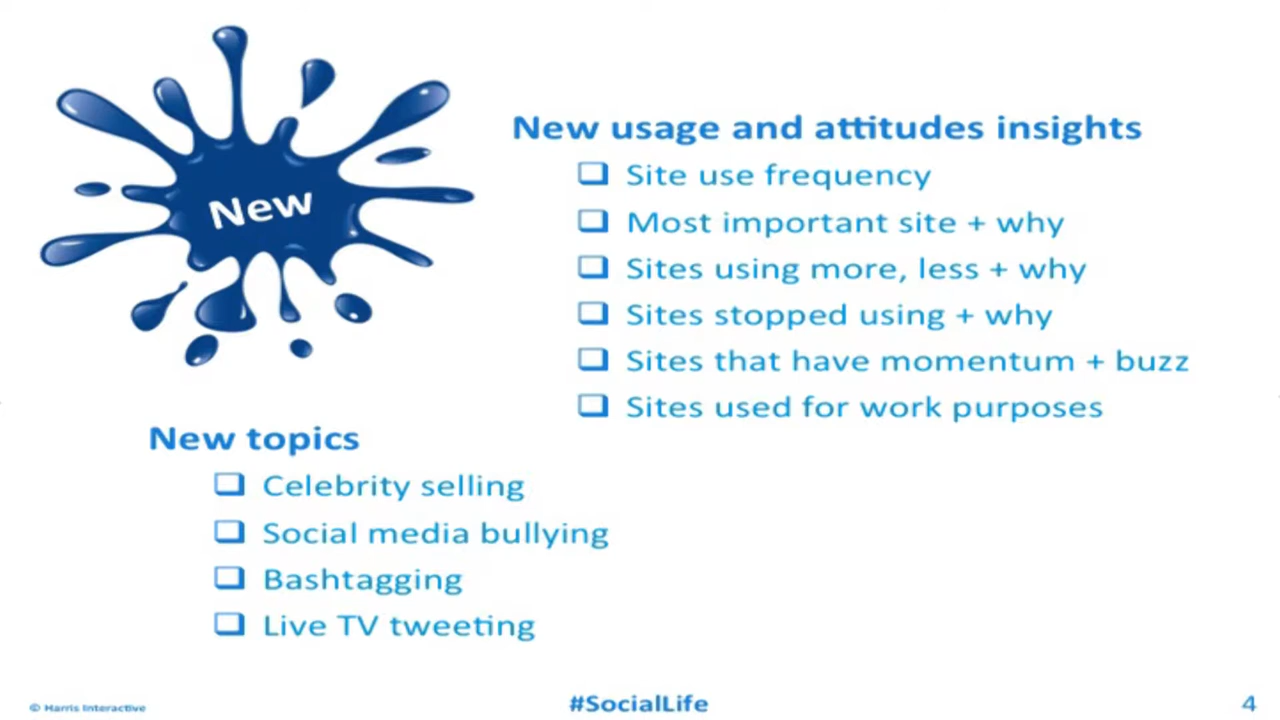 New
New usage and attitudes insights
Site use frequency
Most important site + why
Sites using more, less + why
Sites stopped using + why
Sites that have momentum + buzz
Sites used for work purposes
New topics
Celebrity selling
Social media bullying
Bashtagging
Live TV tweeting
© Harris Interactive
#SocialLife
4